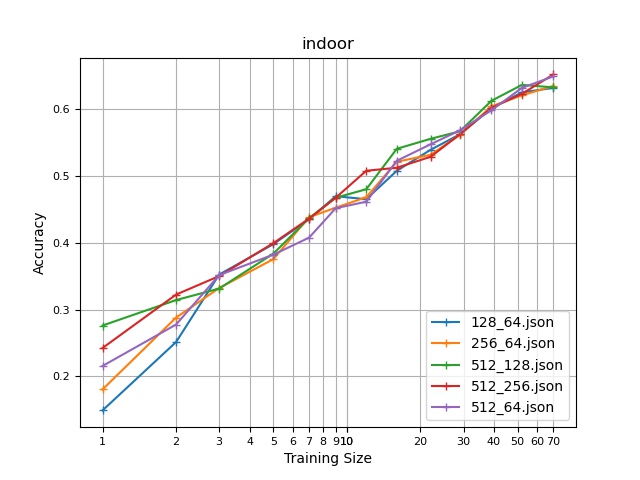 indoor
Accuracy
0.6
0.5
0.4
0.3
0.2
128_64.json
256_64.json
512_128.json
512_256.json
512_64.json
1 2 3 4 5 6 7 8 9 10 20 30 40 50 60 70
Training Size